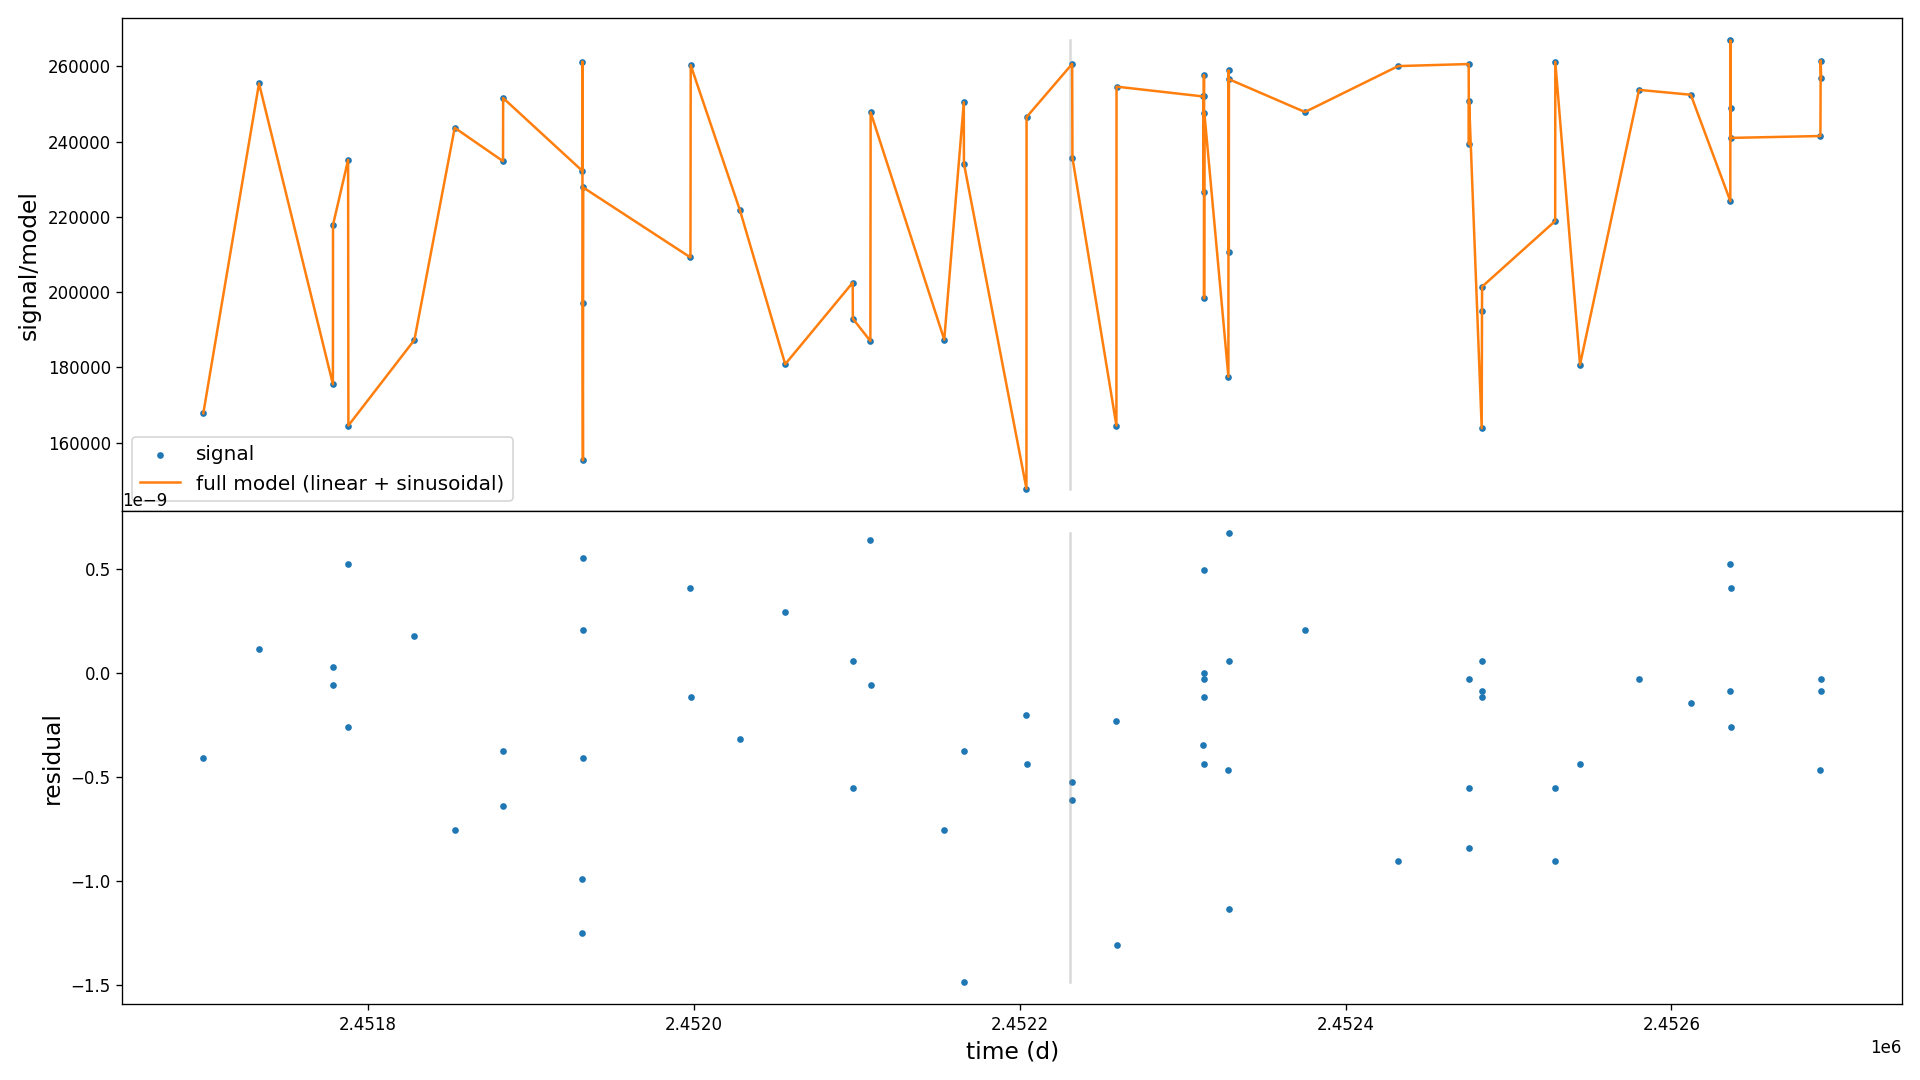 signal/model
260000
240000
220000
200000
180000
160000
signal
full model (linear + sinusoidal)
1e−9
residual
0.5
0.0
−0.5
−1.0
−1.5
2.4518
2.4520
2.4522
2.4524
2.4526
time (d)
1e6